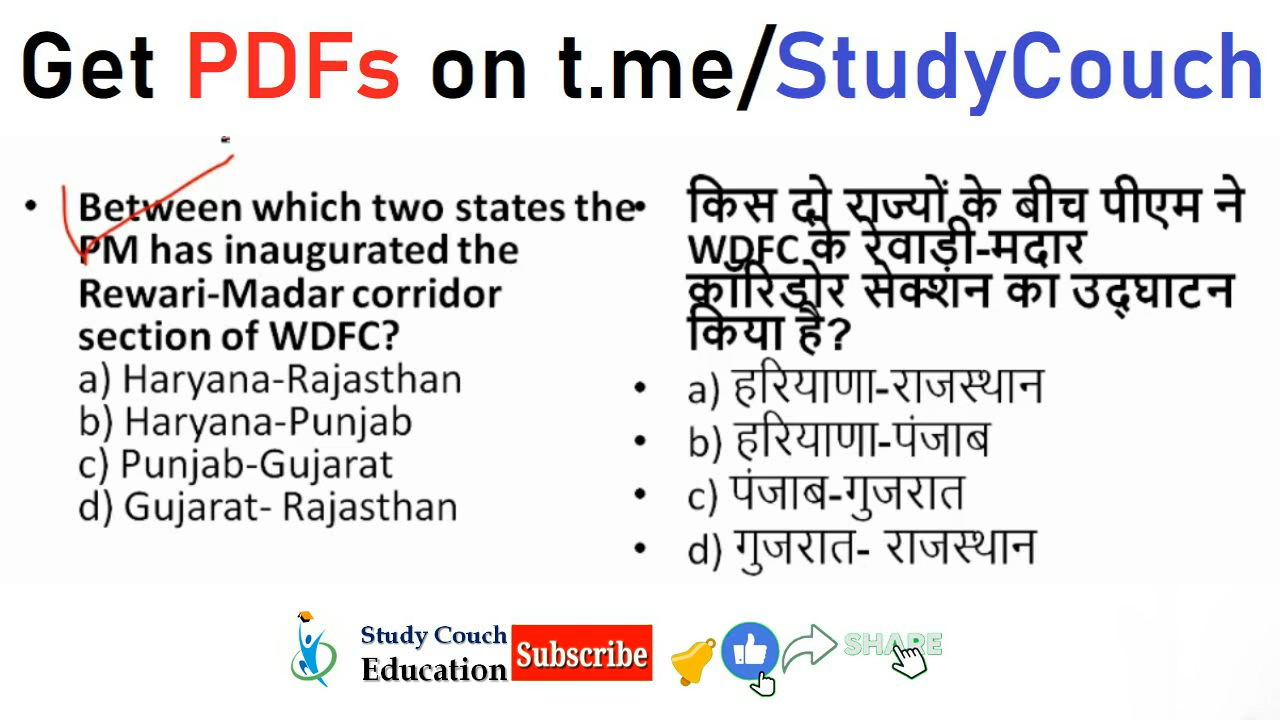 Get PDFs on t.me/StudyCouch
• Between which two states the
PM has inaugurated the
Rewari-Madar corridor
section of WDFC?
a) Haryana-Rajasthan
b) Haryana-Punjab
c) Punjab-Gujarat
d) Gujarat- Rajasthan
• किस दो राज्यों के बीच पीएम ने
WDFC के रेवाड़ी-मदार
कॉरिडोर सेक्शन का उद्घाटन
किया है?
• a) हरियाणा-राजस्थान
• b) हरियाणा-पंजाब
• c) पंजाब-गुजरात
• d) गुजरात- राजस्थान
Study Couch
Education
Subscribe
SHARE